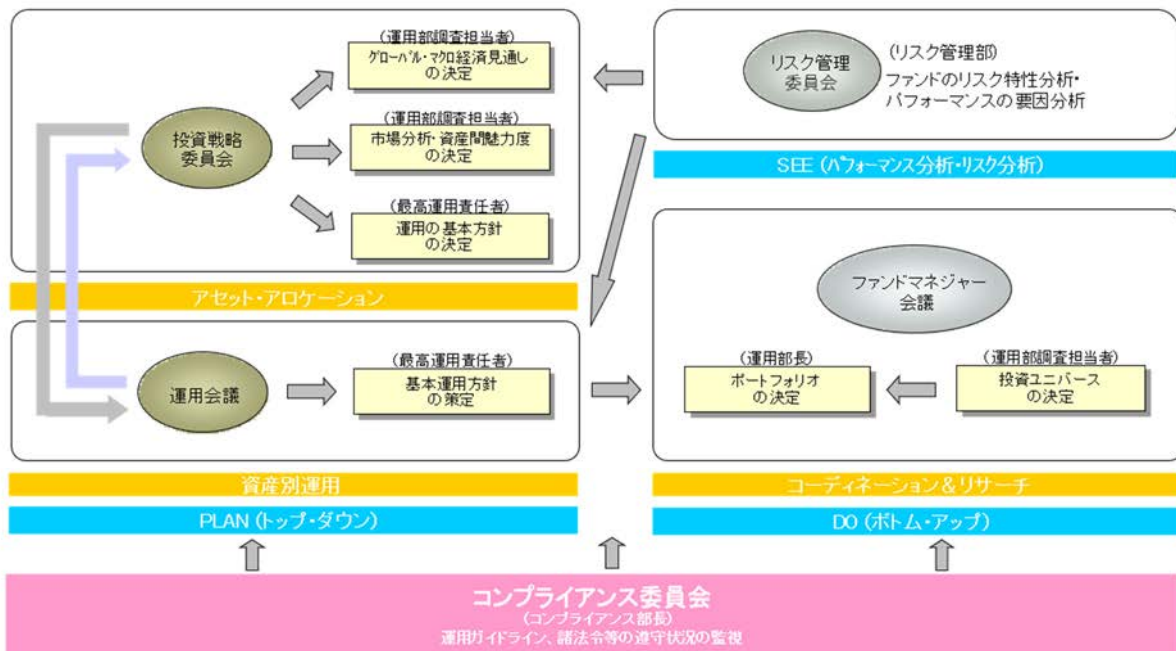 (運用部調査担当者)
グローバル・マクロ経済見通し
の決定
投資戦略
委員会
(運用部調査担当者)
市場分析・資産間魅力度
の決定
(最高運用責任者)
運用の基本方針
の決定
アセット・アロケーション
運用会議
(最高運用責任者)
基本運用方針
の策定
資産別運用
PLAN (トップ・ダウン)
リスク管理
委員会
(リスク管理部)
ファンドのリスク特性分析・
パフォーマンスの要因分析
SEE (パフォーマンス分析・リスク分析)
ファンドマネジャー
会議
(運用部長)
ポートフォリオ
の決定
(運用部調査担当者)
投資ユニバース
の決定
コーディネーション&リサーチ
DO (ボトム・アップ)
コンプライアンス委員会
(コンプライアンス部長)
運用ガイドライン、諸法令等の遵守状況の監視